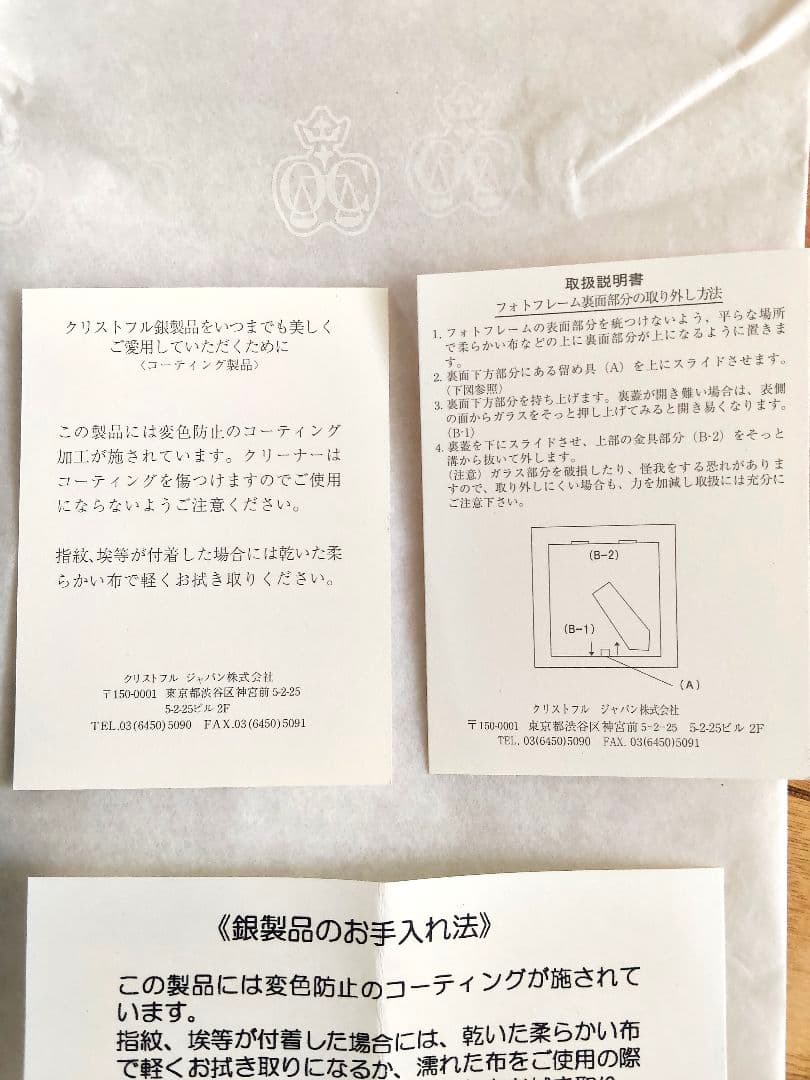 クリストフル銀製品をいつまでも美しく
ご愛用していただくために
〈コーティング製品〉
この製品には変色防止のコーティング
加工が施されています。クリーナーは
コーティングを傷つけますのでご使用
にならないようご注意ください。
指紋、埃等が付着した場合には乾いた柔
らかい布で軽くお拭き取りください。
クリストフル ジャパン株式会社
〒150-0001 東京都渋谷区神宮前 5-2-25
5-2-25ビル 2F
TEL.03(6450)5090 FAX.03(6450)5091
取扱説明書
フォトフレーム裏面部分の取り外し方法
1. フォトフレームの表面部分を疵つけないよう、平らな場所
で柔らかい布などの上に裏面部分が上になるように置きま
す。
2. 裏面下方部分にある留め具（A）を上にスライドさせます。
（下図参照）
3. 裏面下方部分を持ち上げます。裏蓋が開き難い場合は、表側
の面からガラスをそっと押し上げてみると開き易くなります。
（B-1）
4. 裏蓋を下にスライドさせ、上部の金具部分（B-2）をそっと
溝から抜いて外します。
（注意）ガラス部分を破損したり、怪我をする恐れがありま
すので、取り外しにくい場合も、力を加減し取扱には充分に
ご注意下さい。
(B-2)
(B-1)
(A)
クリストフル ジャパン株式会社
〒150-0001 東京都渋谷区神宮前 5-2-25 5-2-25ビル 2F
TEL. 03(6450)5090 FAX. 03(6450)5091
《銀製品のお手入れ法》
この製品には変色防止のコーティングが施されて
います。
指紋、埃等が付着した場合には、乾いた柔らかい布
で軽くお拭き取りになるか、濡れた布をご使用の際